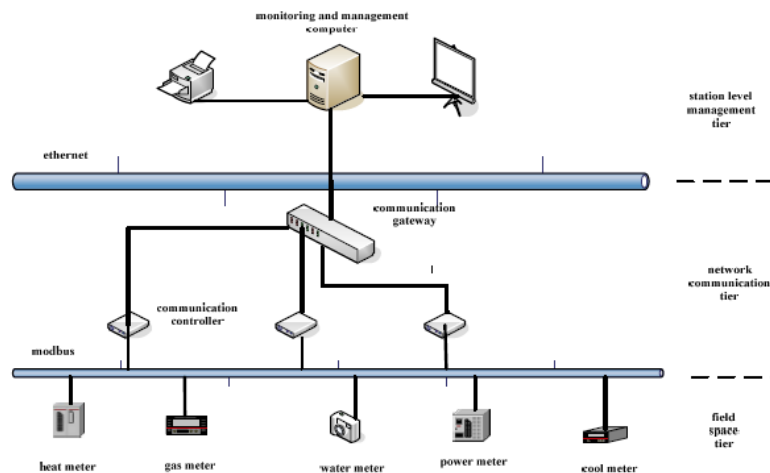 monitoring and management
computer
station level
management
tier
ethernet
communication
gateway
network
communication
tier
communication
controller
modbus
field
space
tier
heat meter
gas meter
water meter
power meter
cool meter